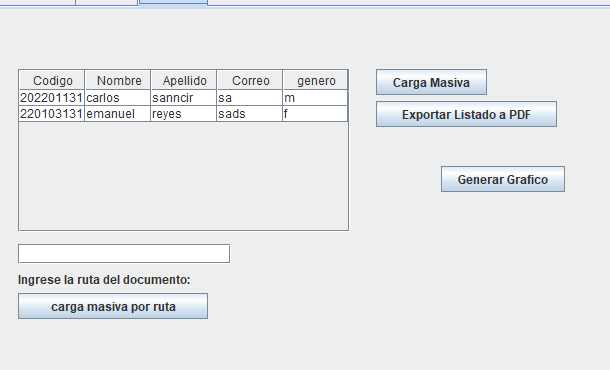 Codigo Nombre Apellido Correo genero
202201131 carlos sanncir sa m
220103131 emanuel reyes sads f
Carga Masiva
Exportar Listado a PDF
Generar Grafico
Ingrese la ruta del documento:
carga masiva por ruta